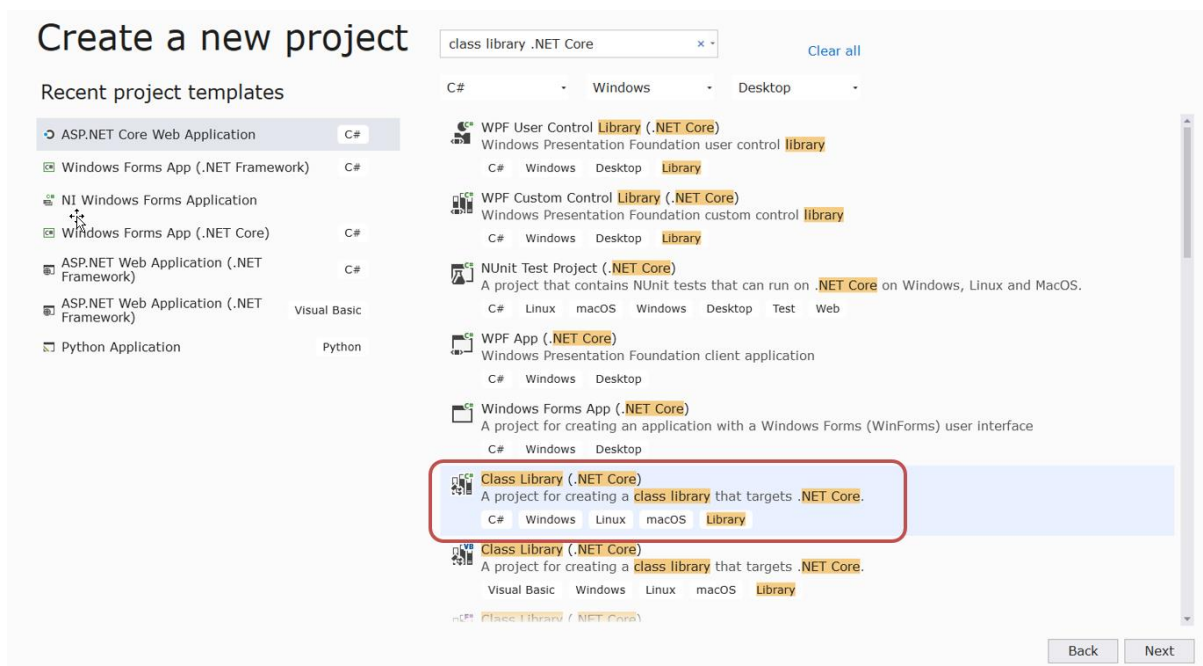 Create a new project
class library .NET Core
Clear all
Recent project templates
C#
Windows
Desktop
ASP.NET Core Web Application C#
Windows Forms App (.NET Framework) C#
NI Windows Forms Application
Windows Forms App (.NET Core) C#
ASP.NET Web Application (.NET
Framework) C#
ASP.NET Web Application (.NET
Framework) Visual Basic
Python Application Python
WPF User Control Library (.NET Core)
Windows Presentation Foundation user control library
C# Windows Desktop Library
WPF Custom Control Library (.NET Core)
Windows Presentation Foundation custom control library
C# Windows Desktop Library
NUnit Test Project (.NET Core)
A project that contains NUnit tests that can run on .NET Core on Windows, Linux and MacOS.
C# Linux macOS Windows Desktop Test Web
WPF App (.NET Core)
Windows Presentation Foundation client application
C# Windows Desktop
Windows Forms App (.NET Core)
A project for creating an application with a Windows Forms (WinForms) user interface
C# Windows Desktop
Class Library (.NET Core)
A project for creating a class library that targets .NET Core.
C# Windows Linux macOS Library
Class Library (.NET Core)
A project for creating a class library that targets .NET Core.
Visual Basic Windows Linux macOS Library
Class Library (.NET Core)
Back Next